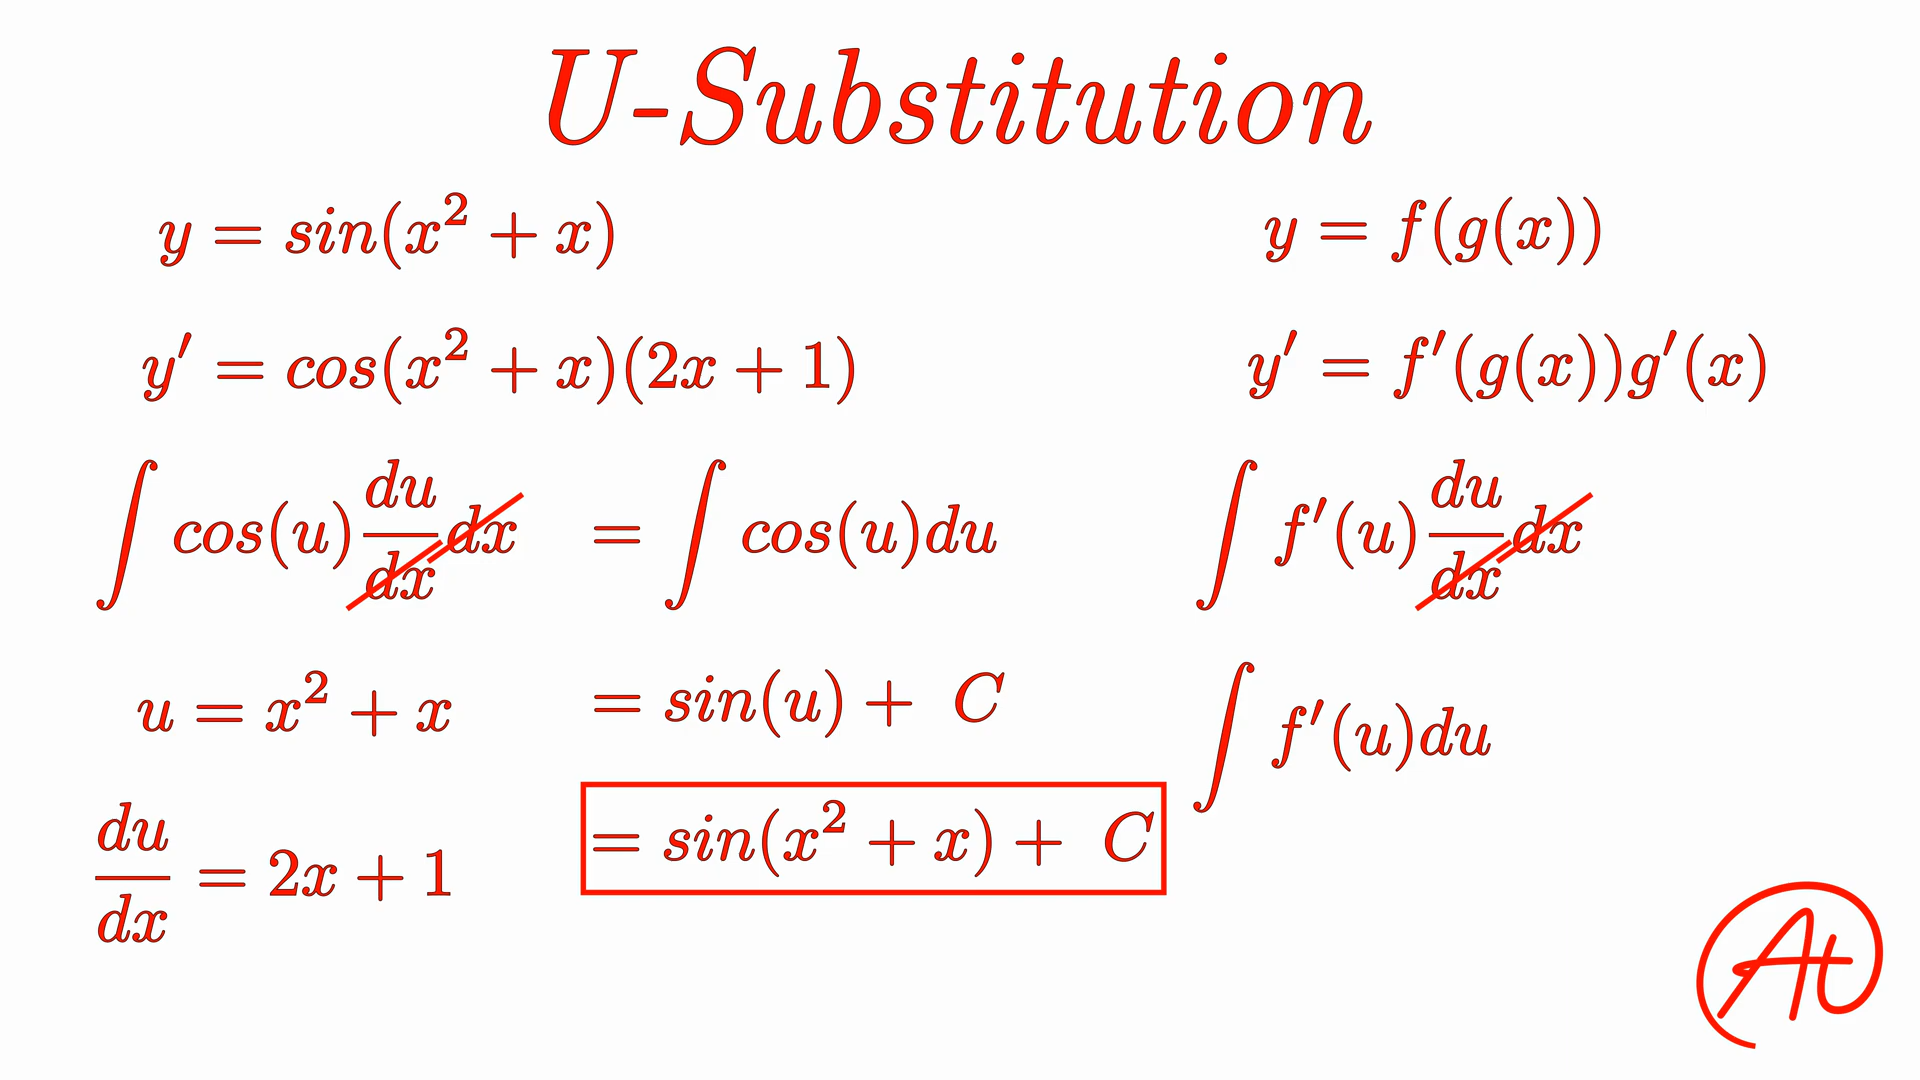 U-Substitution
y = sin(x² + x)
y' = cos(x² + x)(2x + 1)
∫ cos(u) du/dx dx = ∫ cos(u)du
u = x² + x
= sin(u) + C
du/dx = 2x + 1
= sin(x² + x) + C
y = f(g(x))
y' = f'(g(x))g'(x)
∫ f'(u) du/dx dx
∫ f'(u)du
At